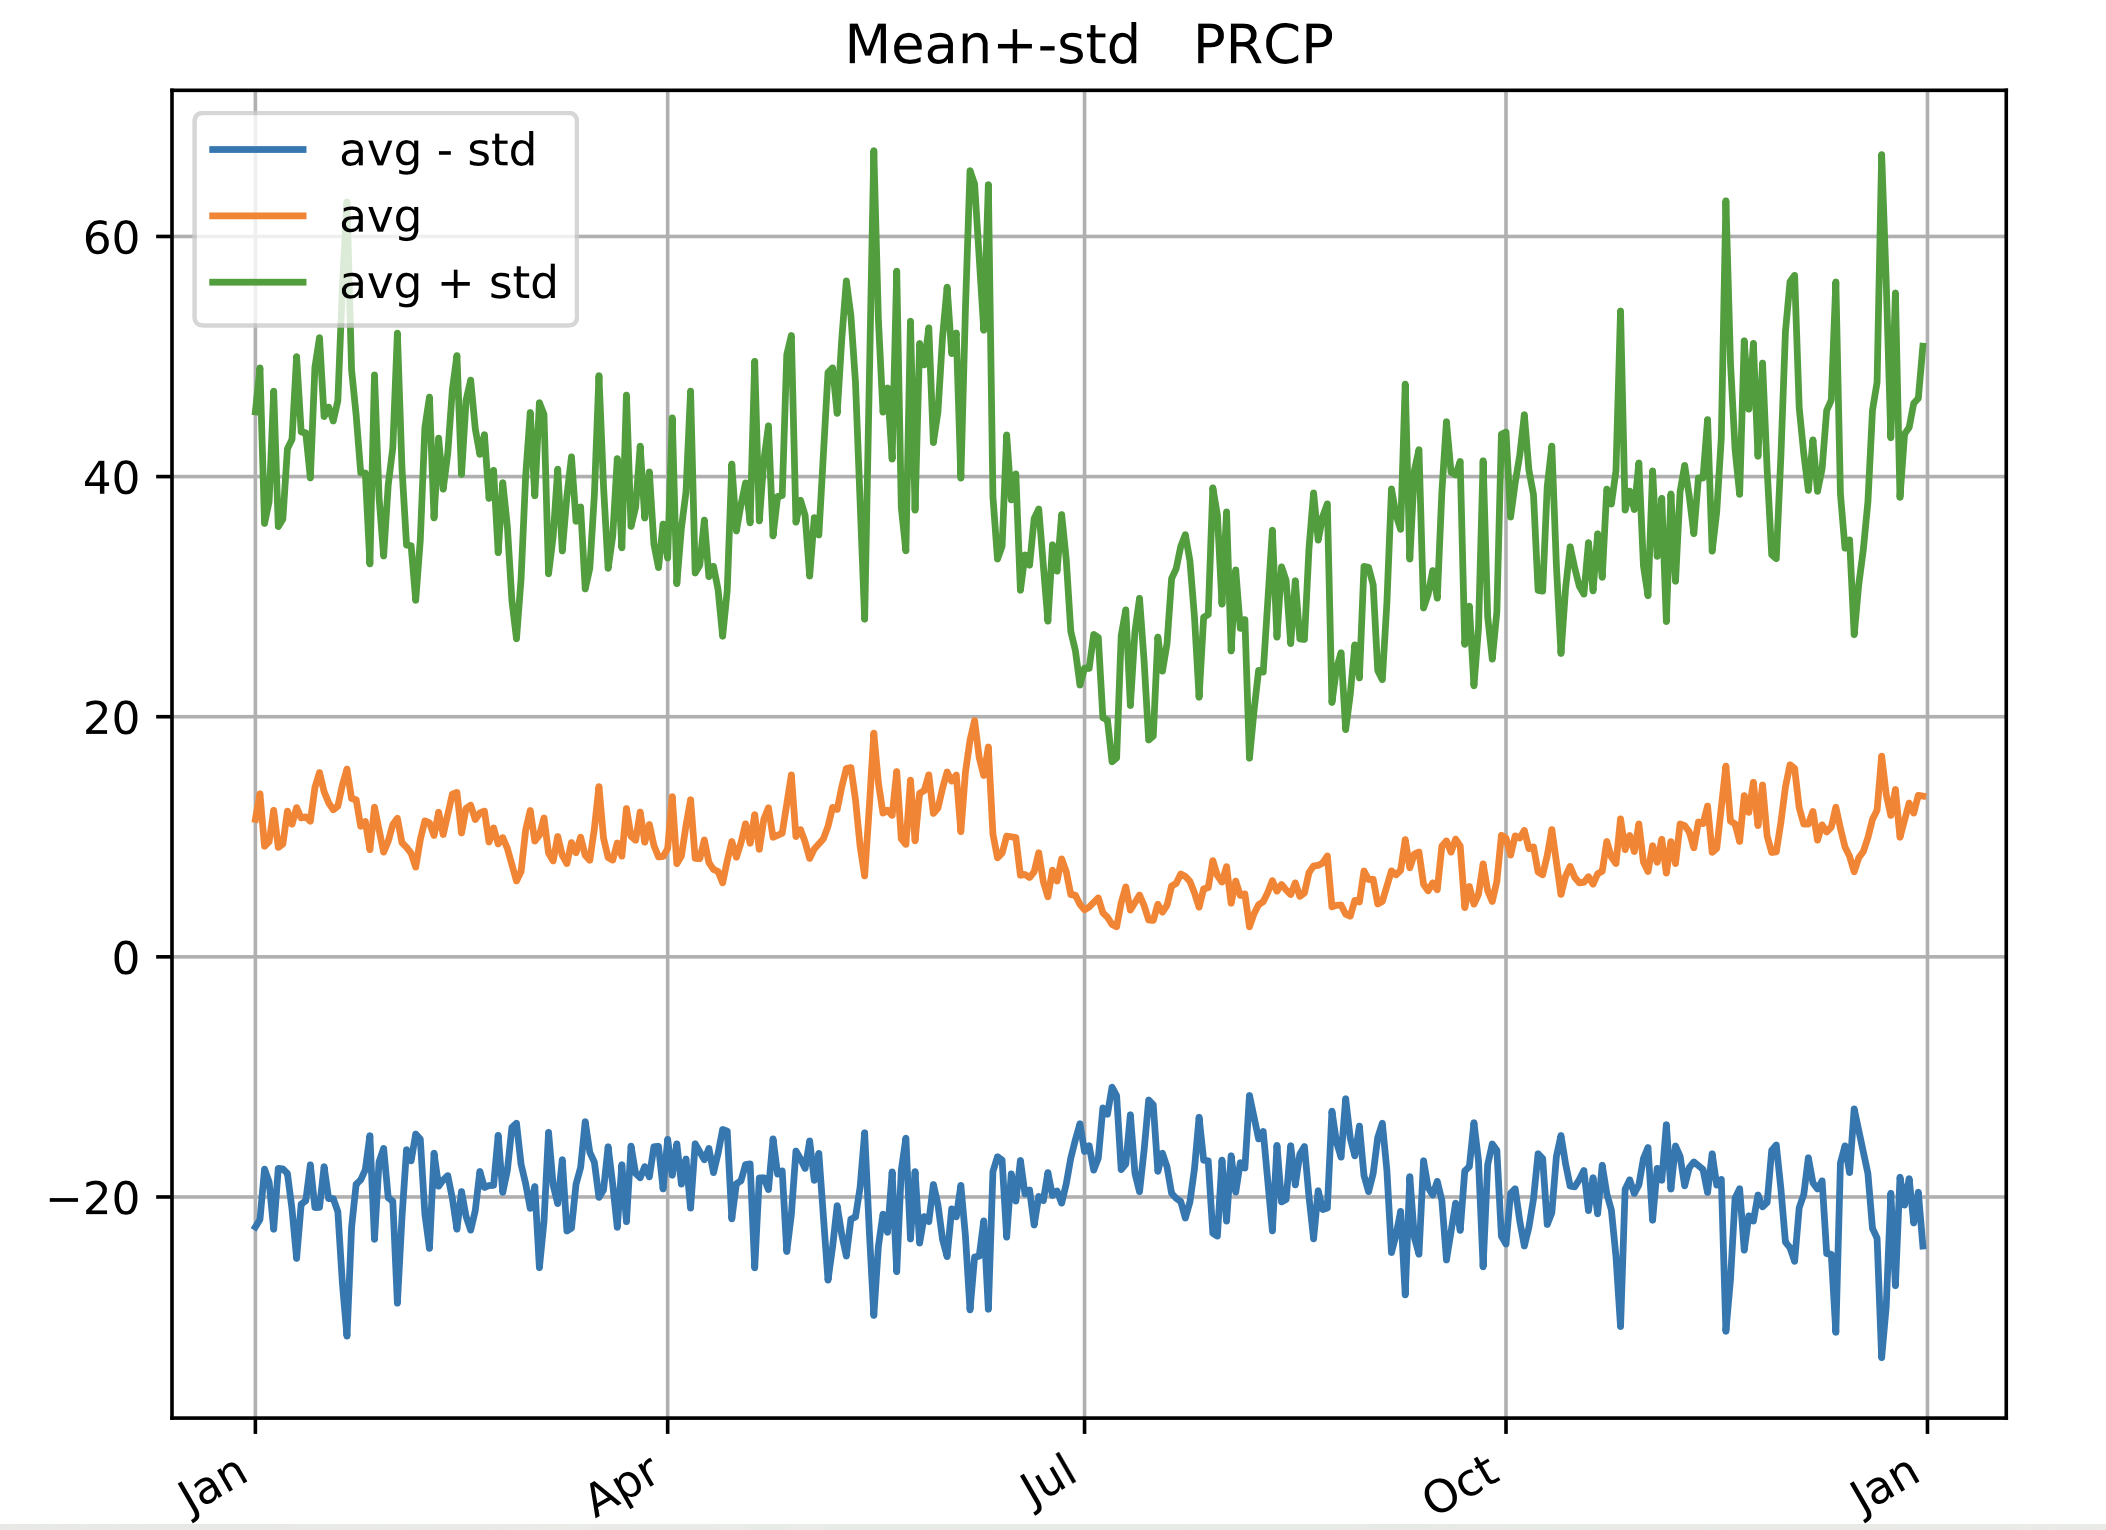 Mean+-std PRCP
avg - std
avg
avg + std
60
40
20
0
−20
Jan Apr Jul Oct Jan